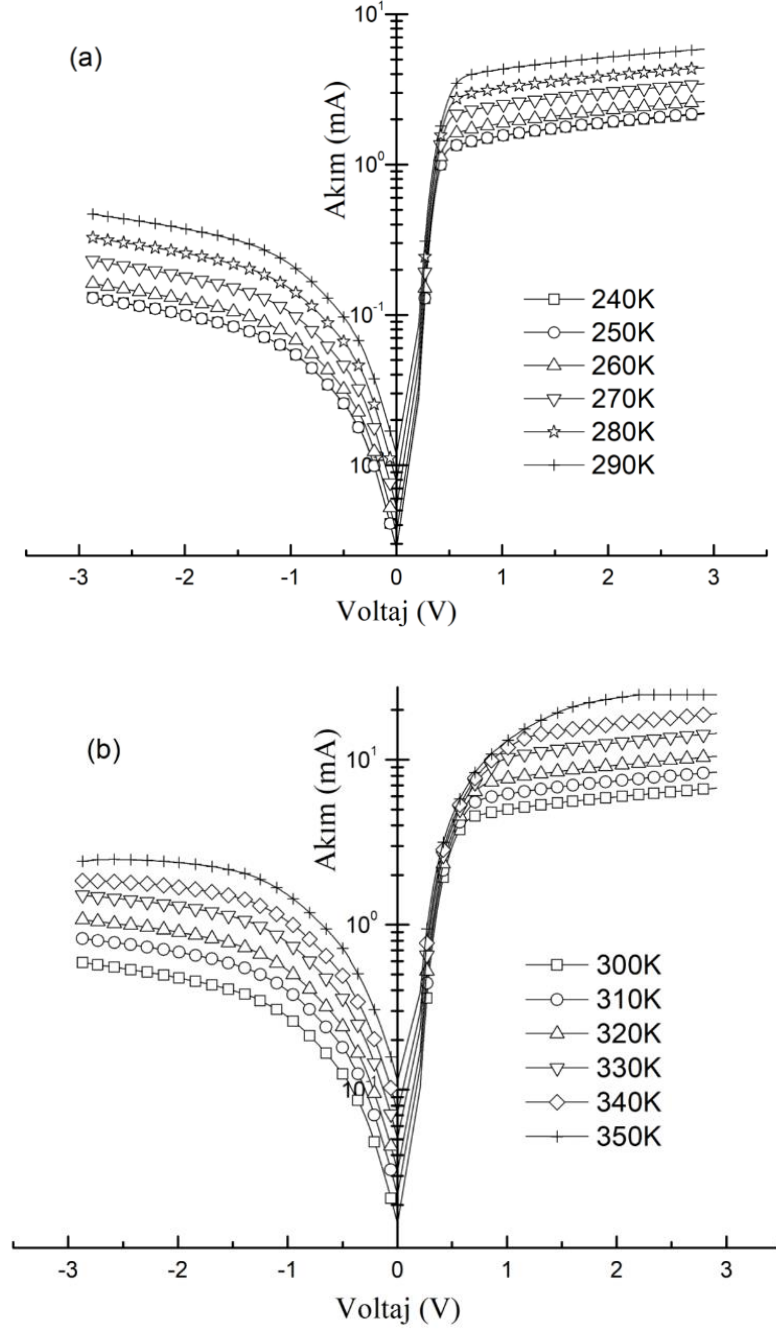 (a)
Akım (mA)
10¹
10⁰
10⁻¹
240K
250K
260K
270K
280K
290K
-3 -2 -1 0 1 2 3
Voltaj (V)
(b)
Akım (mA)
10¹
10⁰
10⁻¹
300K
310K
320K
330K
340K
350K
-3 -2 -1 0 1 2 3
Voltaj (V)